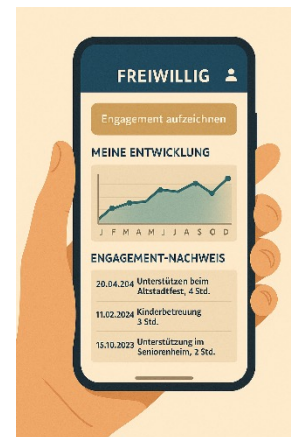 FREIWILLIG
Engagement aufzeichnen
MEINE ENTWICKLUNG
J F M A M J J A S O D
ENGAGEMENT-NACHWEIS
20.04.204 Unterstützen beim
Altstadtfest, 4 Std.
11.02.2024 Kinderbetreuung
3 Std.
15.10.2023 Unterstützung im
Seniorenheim, 2 Std.